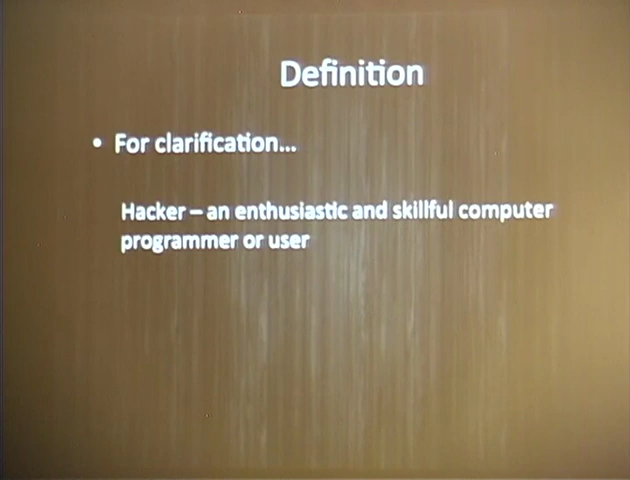 Definition
• For clarification...
Hacker – an enthusiastic and skillful computer
programmer or user